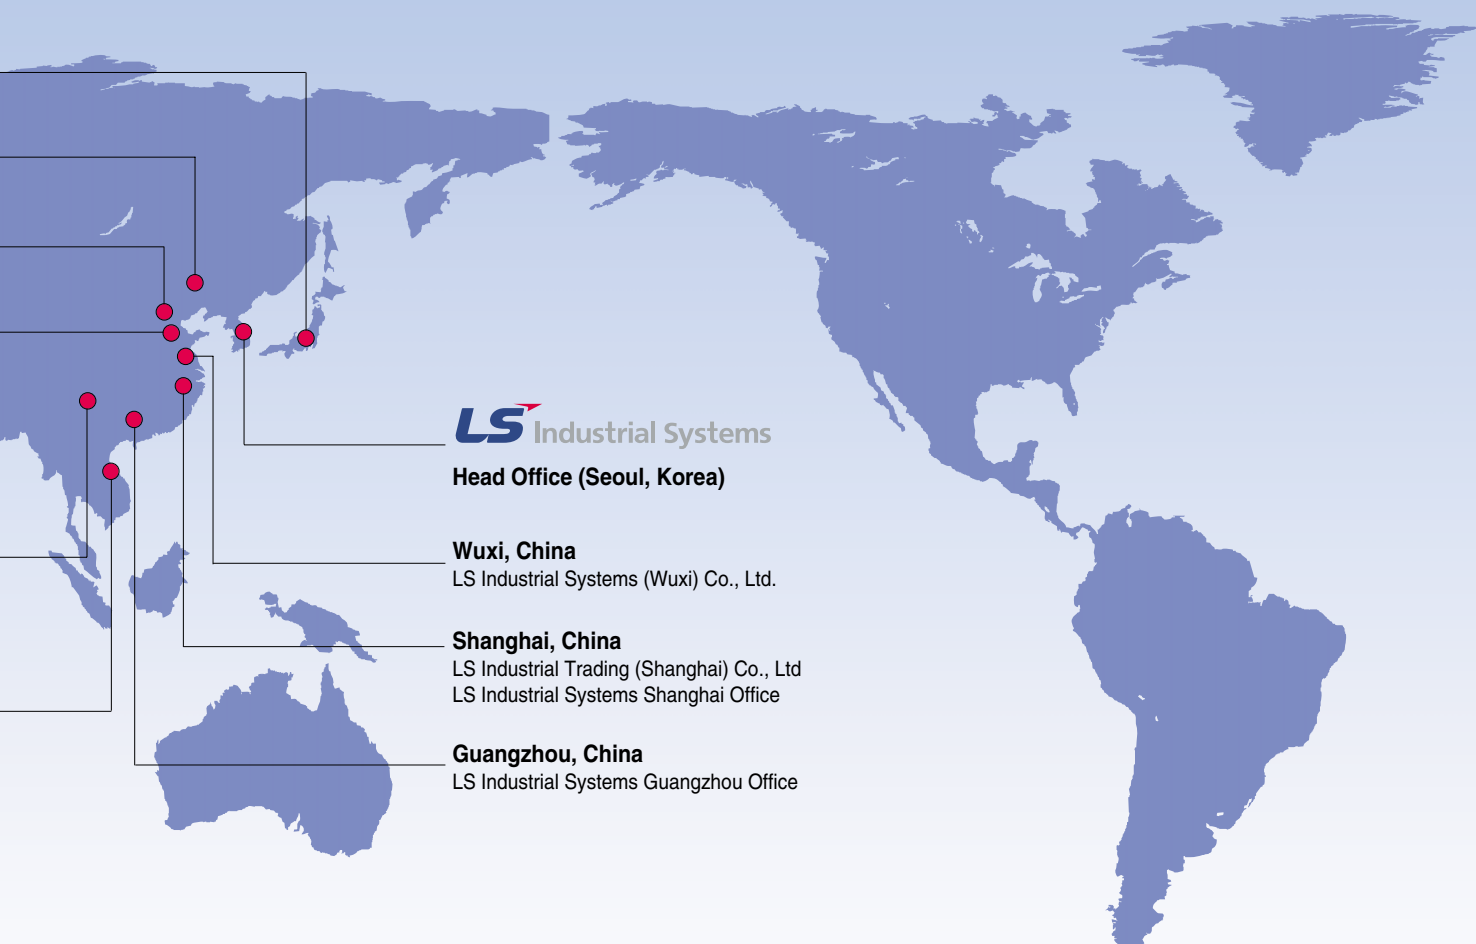 LS Industrial Systems
Head Office (Seoul, Korea)
Wuxi, China
LS Industrial Systems (Wuxi) Co., Ltd.
Shanghai, China
LS Industrial Trading (Shanghai) Co., Ltd
LS Industrial Systems Shanghai Office
Guangzhou, China
LS Industrial Systems Guangzhou Office